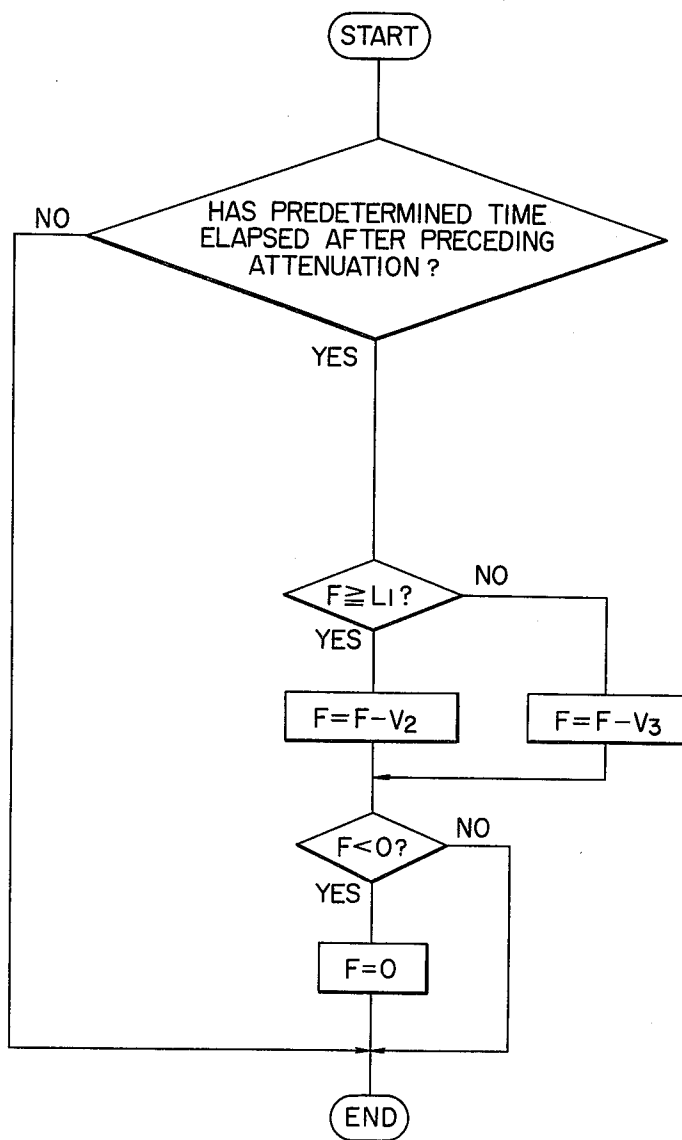 START
NO
HAS PREDETERMINED TIME
ELAPSED AFTER PRECEDING
ATTENUATION?
YES
F≧L1?
NO
YES
F=F-V2
F=F-V3
F<0?
NO
YES
F=0
END